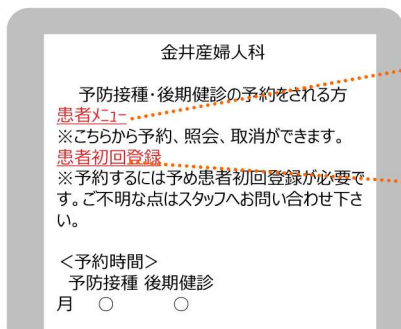 金井産婦人科
予防接種・後期健診の予約をされる方
患者メニュー
※こちらから予約、照会、取消ができます。
患者初回登録
※予約するには予め患者初回登録が必要で
す。ご不明な点はスタッフへお問い合わせ下さ
い。
＜予約時間＞
予防接種 後期健診
月 ○ ○